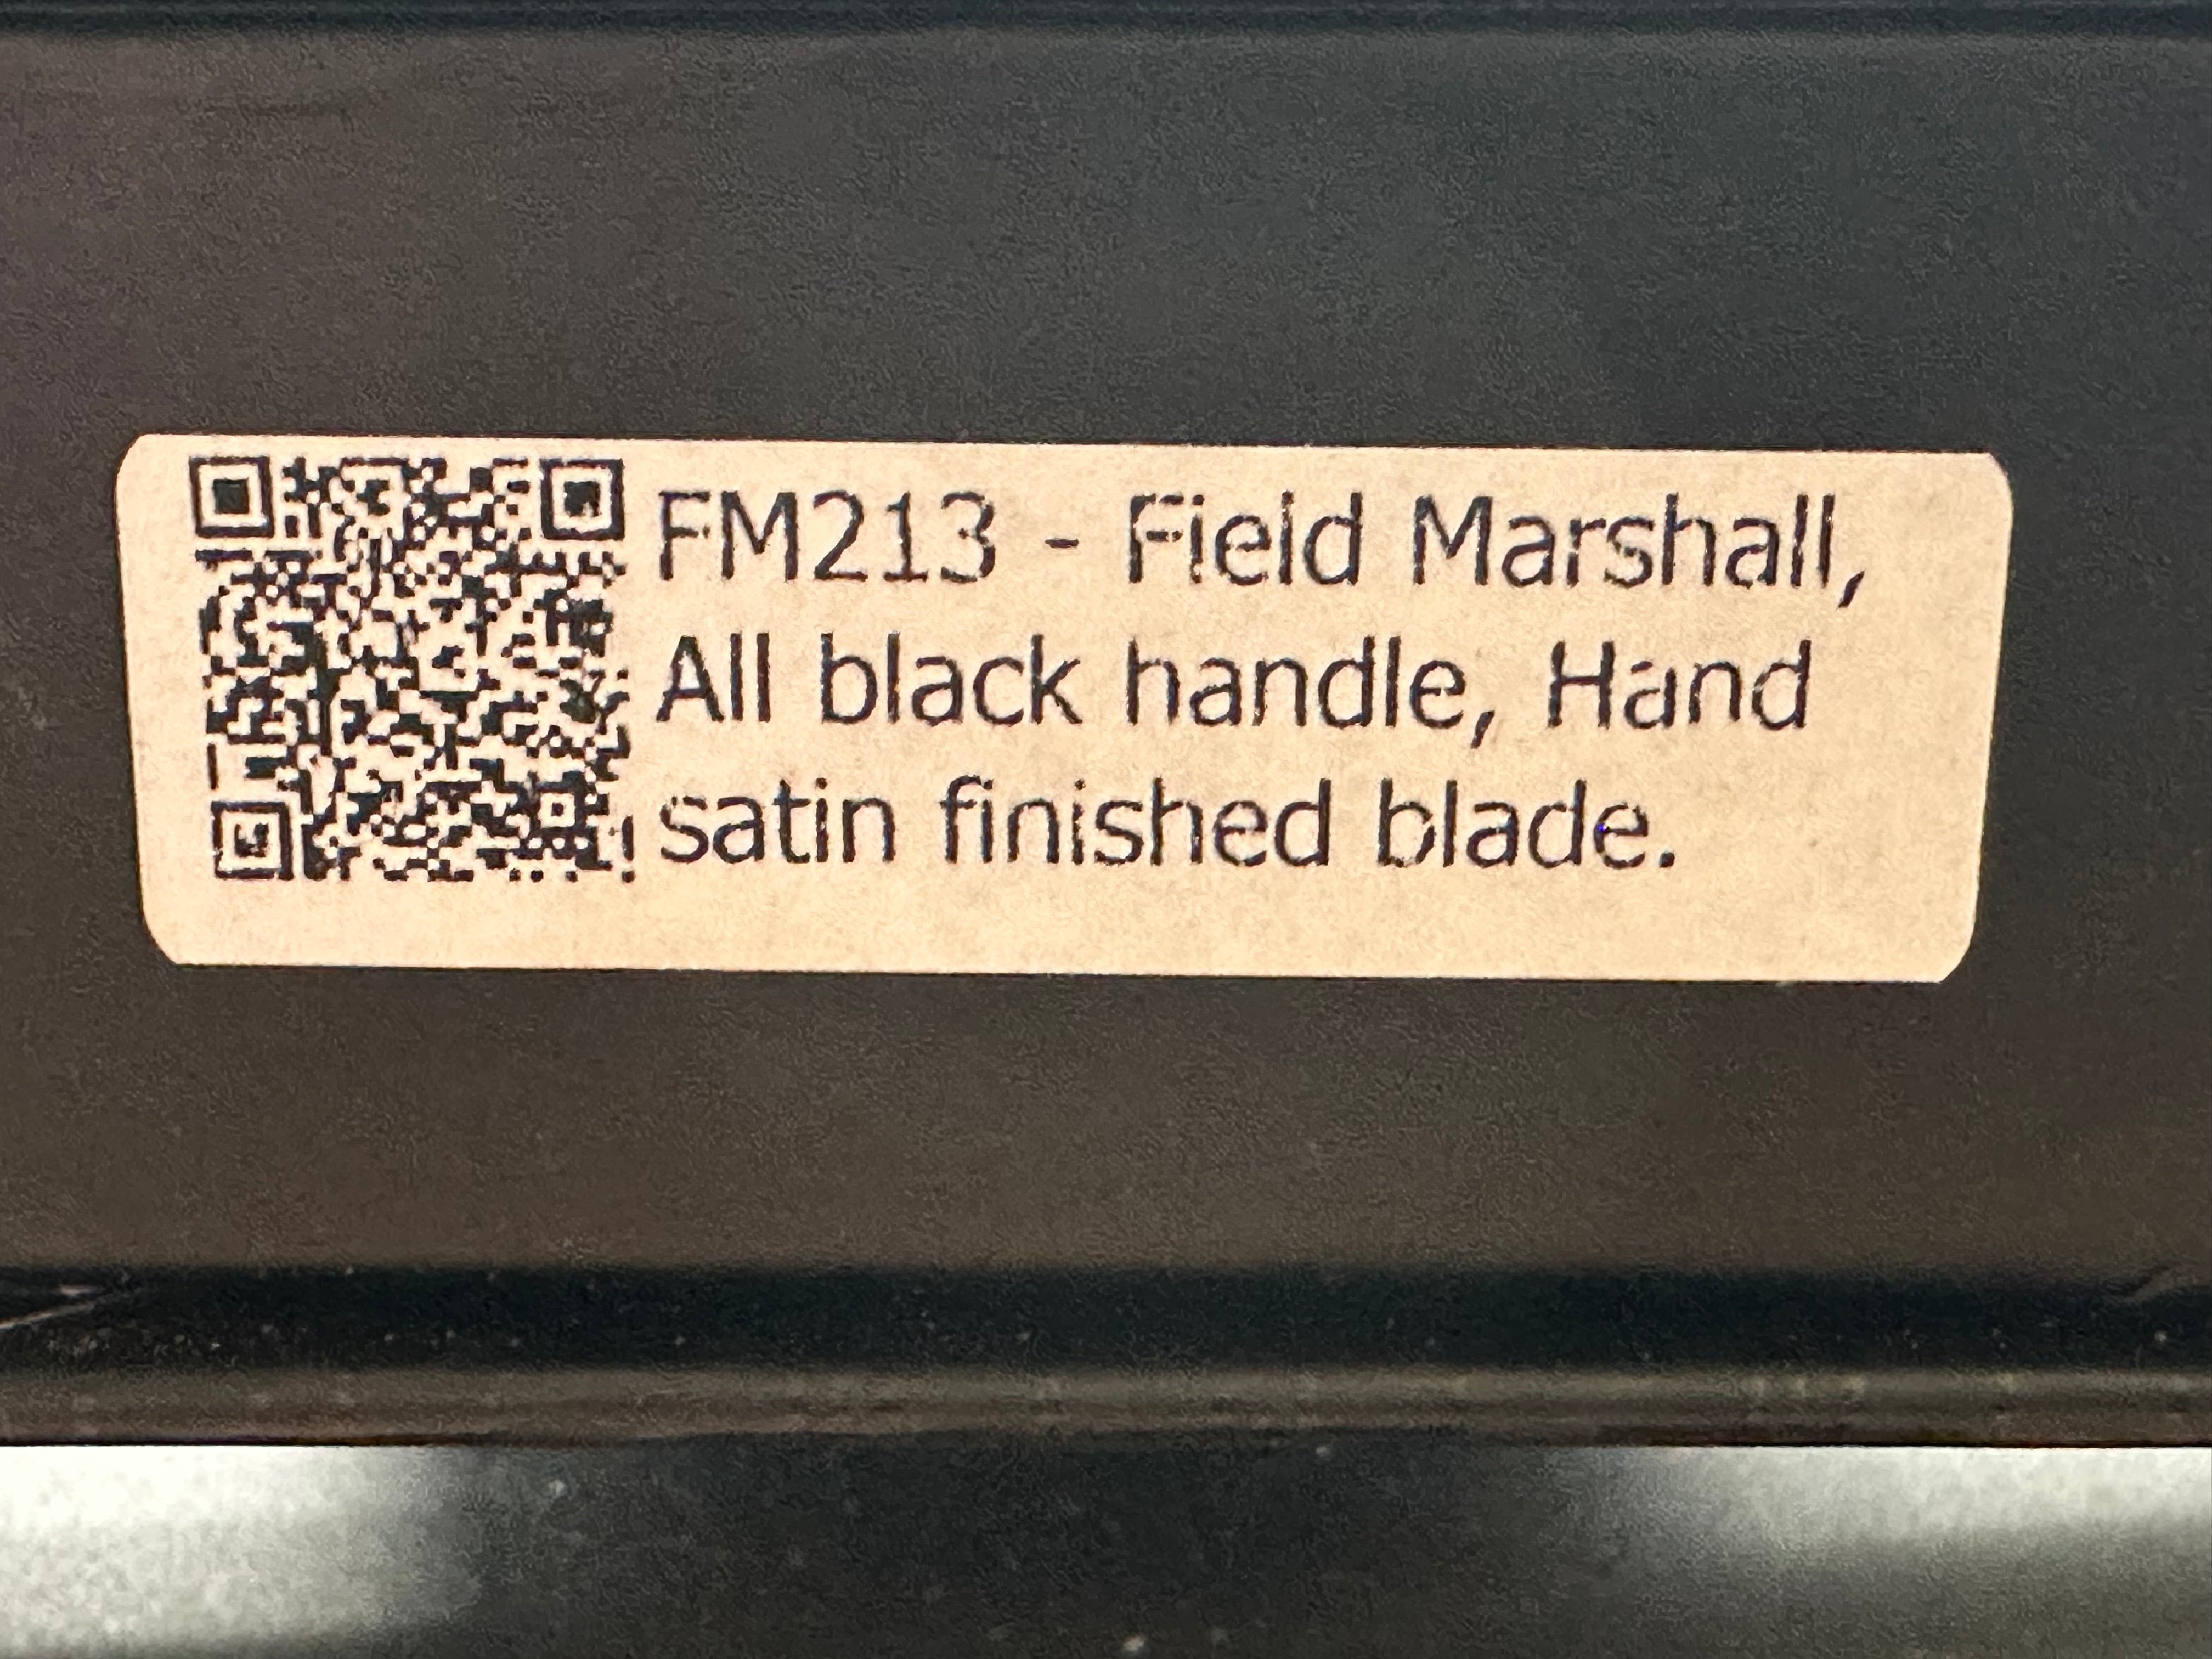 FM213 - Field Marshall,
All black handle, Hand
satin finished blade.